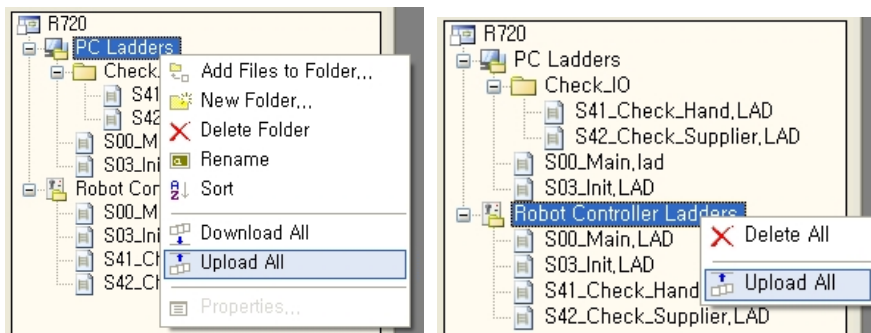 R720
PC Ladders
Check_
S41
S42
S00_M
S03_Ini
Robot Cor
S00_M
S03_Ini
S41_Ch
S42_Ch
Add Files to Folder...
New Folder...
Delete Folder
Rename
Sort
Download All
Upload All
Properties...
R720
PC Ladders
Check_IO
S41_Check_Hand,LAD
S42_Check_Supplier,LAD
S00_Main,lad
S03_Init,LAD
Robot Controller Ladders
S00_Main,LAD
S03_Init,LAD
S41_Check_Hand
S42_Check_Supplier,LAD
Delete All
Upload All